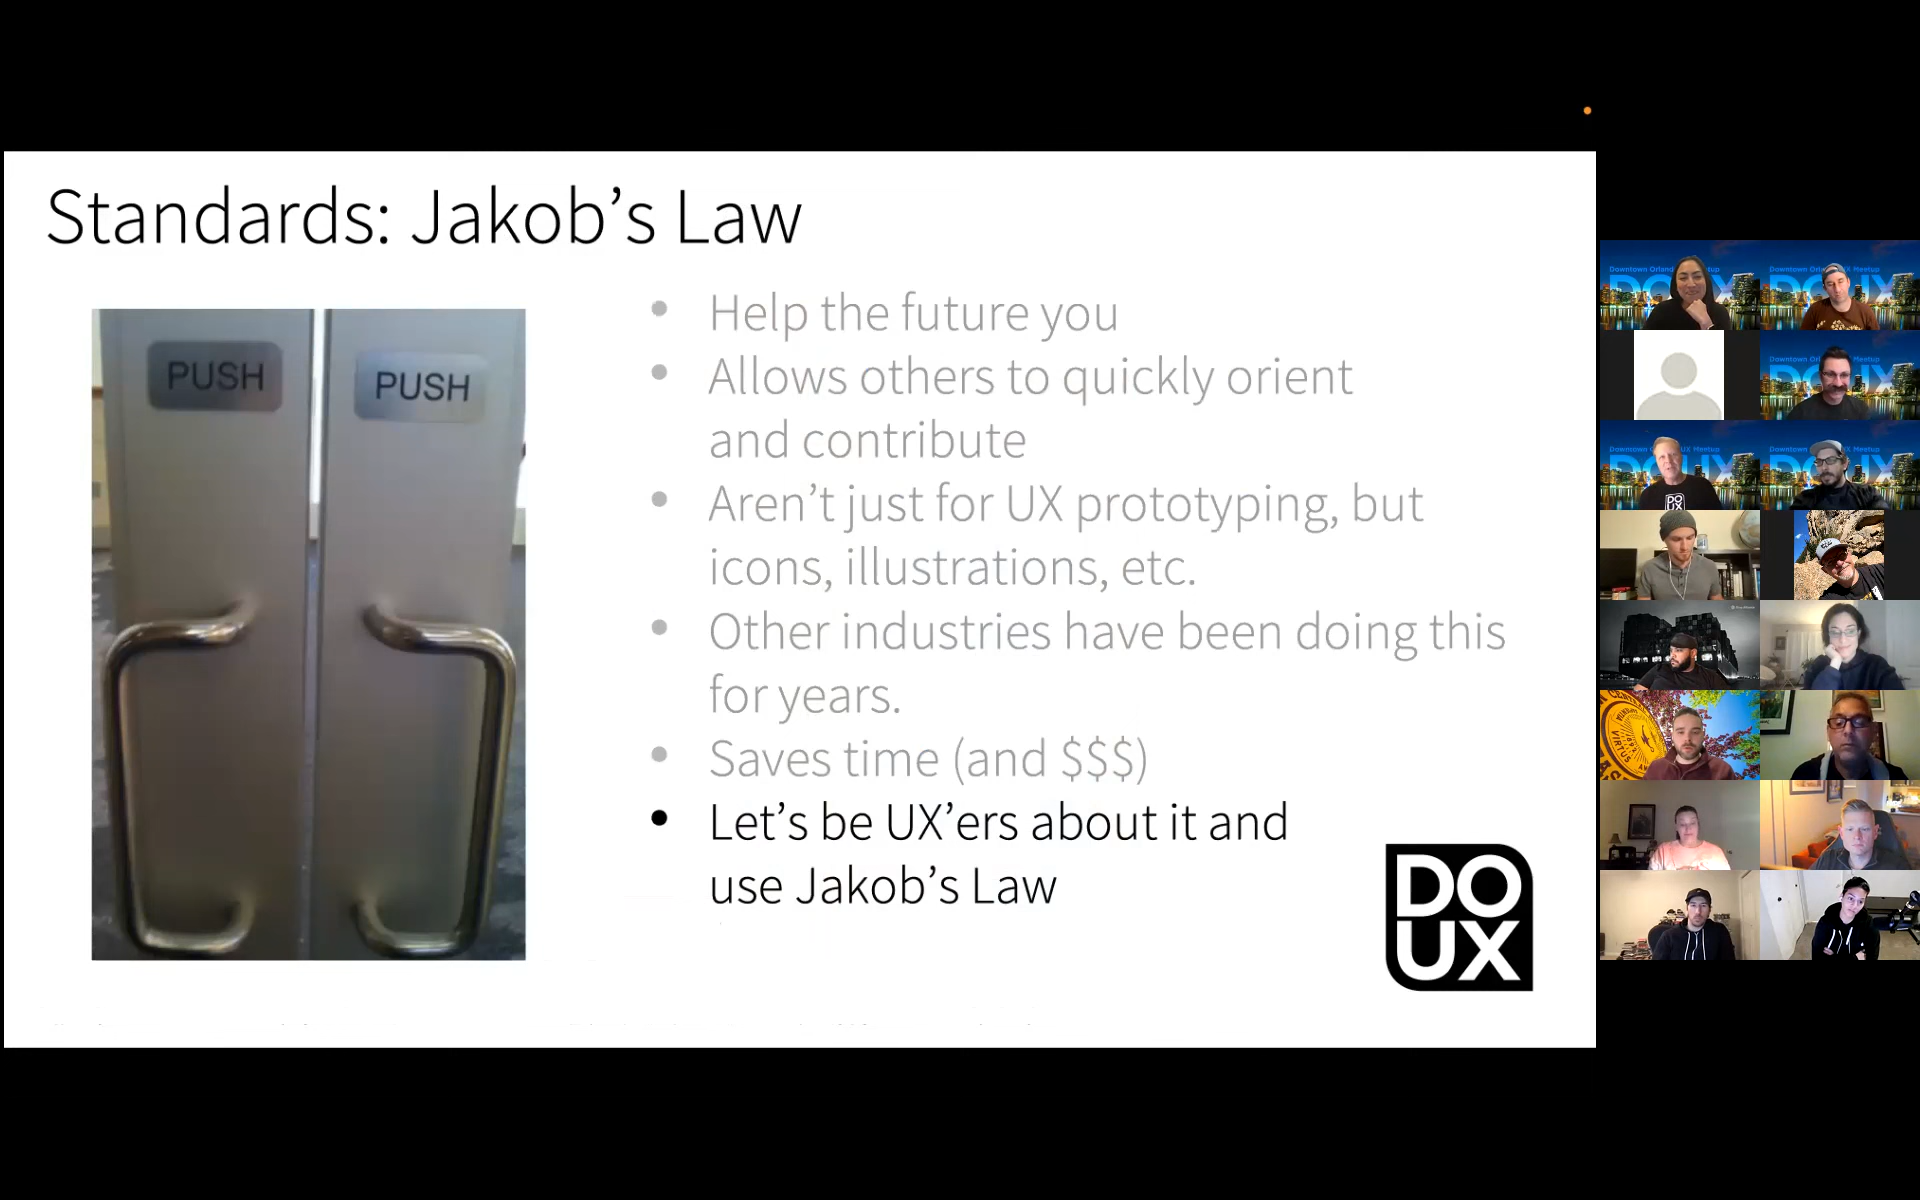 Standards: Jakob’s Law
PUSH
PUSH
• Help the future you
• Allows others to quickly orient
and contribute
• Aren’t just for UX prototyping, but
icons, illustrations, etc.
• Other industries have been doing this
for years.
• Saves time (and $$$)
• Let’s be UX’ers about it and
use Jakob’s Law
DO
UX